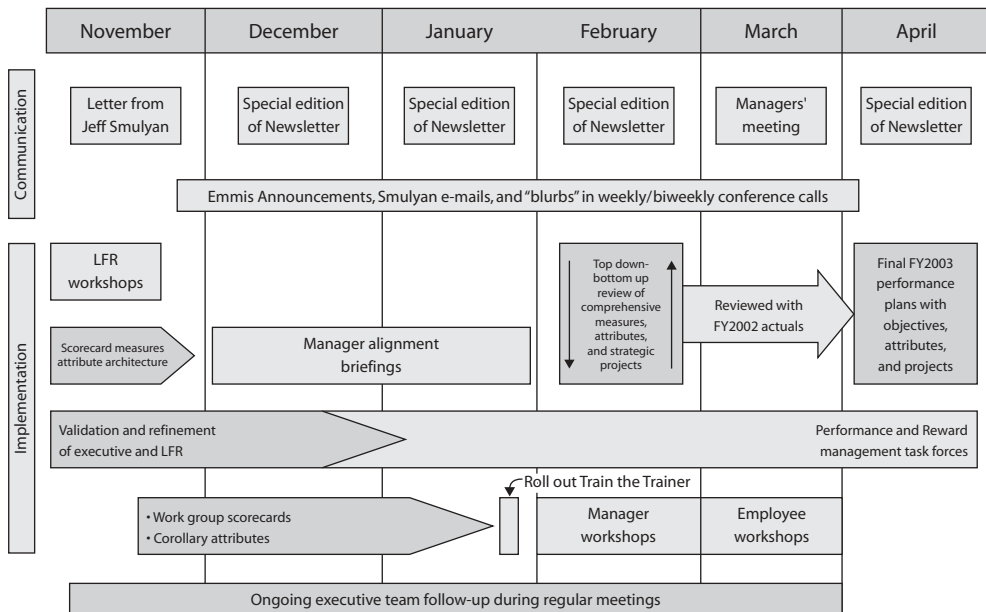 November
December
January
February
March
April
Communication
Letter from
Jeff Smulyan
Special edition
of Newsletter
Special edition
of Newsletter
Special edition
of Newsletter
Managers'
meeting
Special edition
of Newsletter
Emmis Announcements, Smulyan e-mails, and “blurbs” in weekly/biweekly conference calls
Implementation
LFR
workshops
Top down-
bottom up
review of
comprehensive
measures,
attributes,
and strategic
projects
Reviewed with
FY2002 actuals
Final FY2003
performance
plans with
objectives,
attributes,
and projects
Scorecard measures
attribute architecture
Manager alignment
briefings
Validation and refinement
of executive and LFR
Performance and Reward
management task forces
Roll out Train the Trainer
• Work group scorecards
• Corollary attributes
Manager
workshops
Employee
workshops
Ongoing executive team follow-up during regular meetings